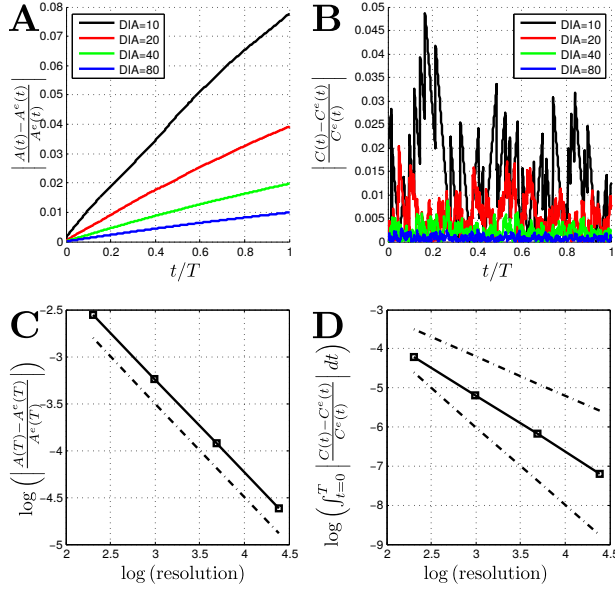 A
0.08
0.07
0.06
0.05
0.04
0.03
0.02
0.01
0
0 0.2 0.4 0.6 0.8 1
t/T
|A(t)−A^e(t) / A^e(t)|
DIA=10
DIA=20
DIA=40
DIA=80
B
0.05
0.045
0.04
0.035
0.03
0.025
0.02
0.015
0.01
0.005
0
0 0.2 0.4 0.6 0.8 1
t/T
|C(t)−C^e(t) / C^e(t)|
DIA=10
DIA=20
DIA=40
DIA=80
C
−2.5
−3
−3.5
−4
−4.5
−5
2 2.5 3 3.5 4 4.5
log (resolution)
log (|A(T)−A^e(T) / A^e(T)|)
D
−3
−4
−5
−6
−7
−8
−9
2 2.5 3 3.5 4 4.5
log (resolution)
log (∫_{t=0}^{T} |C(t)−C^e(t) / C^e(t)| dt)